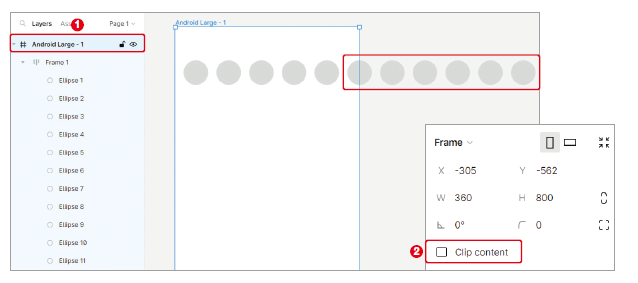 Layers
Page 1
1
Android Large - 1
Frame 1
Ellipse 1
Ellipse 2
Ellipse 3
Ellipse 4
Ellipse 5
Ellipse 6
Ellipse 7
Ellipse 8
Ellipse 9
Ellipse 10
Ellipse 11
Android Large - 1
Frame
X -305 Y -562
W 360 H 800
0° 0
2 Clip content